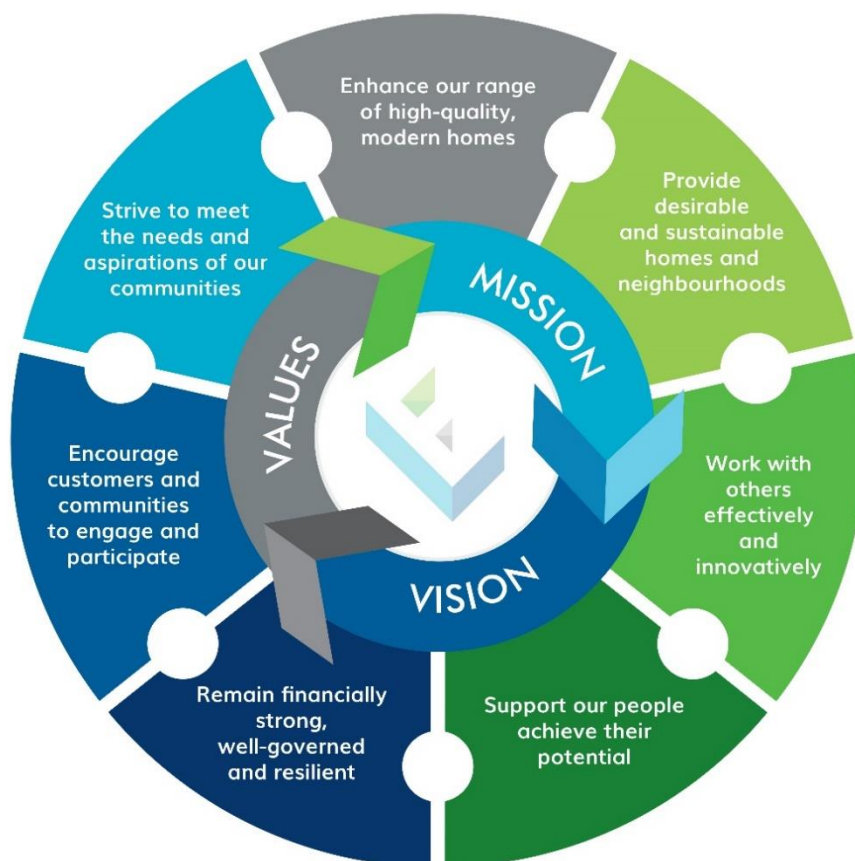 Enhance our range
of high-quality,
modern homes
Provide
desirable
and sustainable
homes and
neighbourhoods
Work with
others
effectively
and
innovatively
Support our people
achieve their
potential
Remain financially
strong,
well-governed
and resilient
Encourage
customers and
communities
to engage and
participate
Strive to meet
the needs and
aspirations of our
communities
MISSION
VISION
VALUES